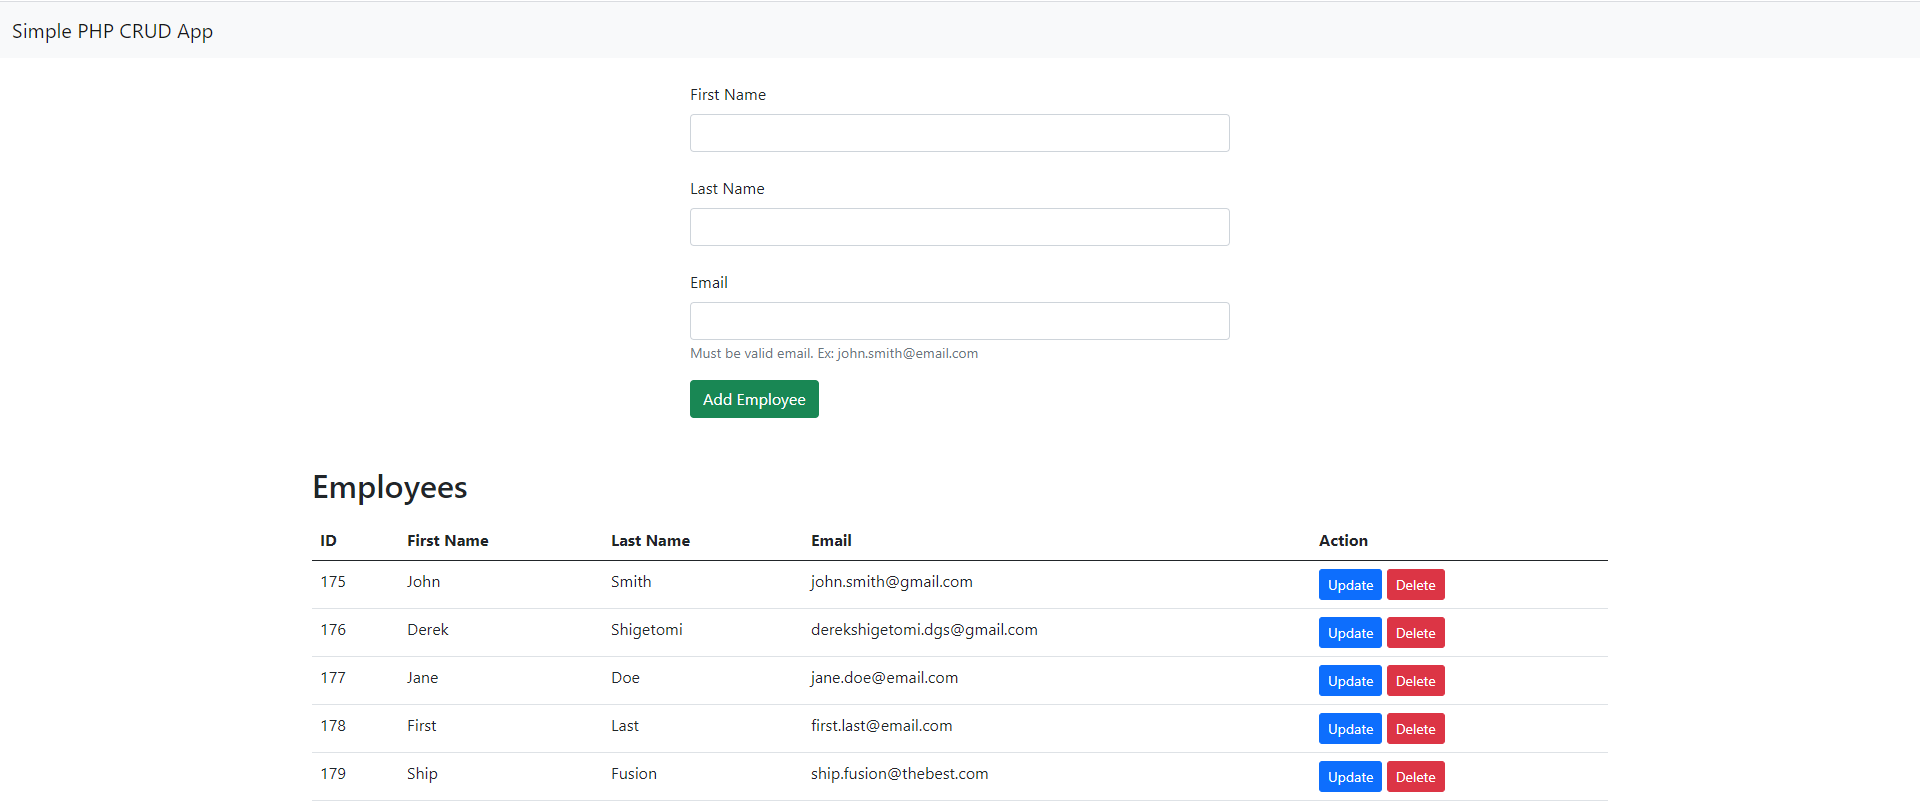 Simple PHP CRUD App
First Name
Last Name
Email
Must be valid email. Ex: john.smith@email.com
Add Employee
Employees
ID First Name Last Name Email Action
175 John Smith john.smith@gmail.com Update Delete
176 Derek Shigetomi derekshigetomi.dgs@gmail.com Update Delete
177 Jane Doe jane.doe@email.com Update Delete
178 First Last first.last@email.com Update Delete
179 Ship Fusion ship.fusion@thebest.com Update Delete